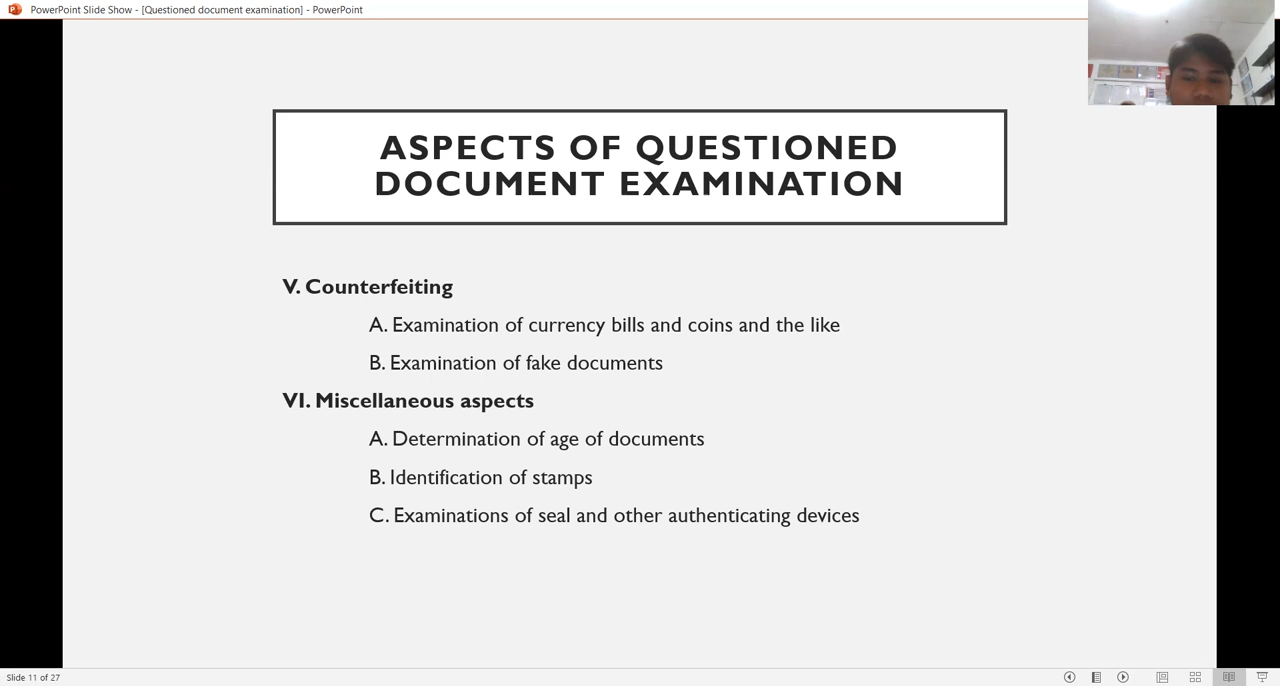 PowerPoint Slide Show - [Questioned document examination] - PowerPoint
ASPECTS OF QUESTIONED
DOCUMENT EXAMINATION
V. Counterfeiting
A. Examination of currency bills and coins and the like
B. Examination of fake documents
VI. Miscellaneous aspects
A. Determination of age of documents
B. Identification of stamps
C. Examinations of seal and other authenticating devices
Slide 11 of 27